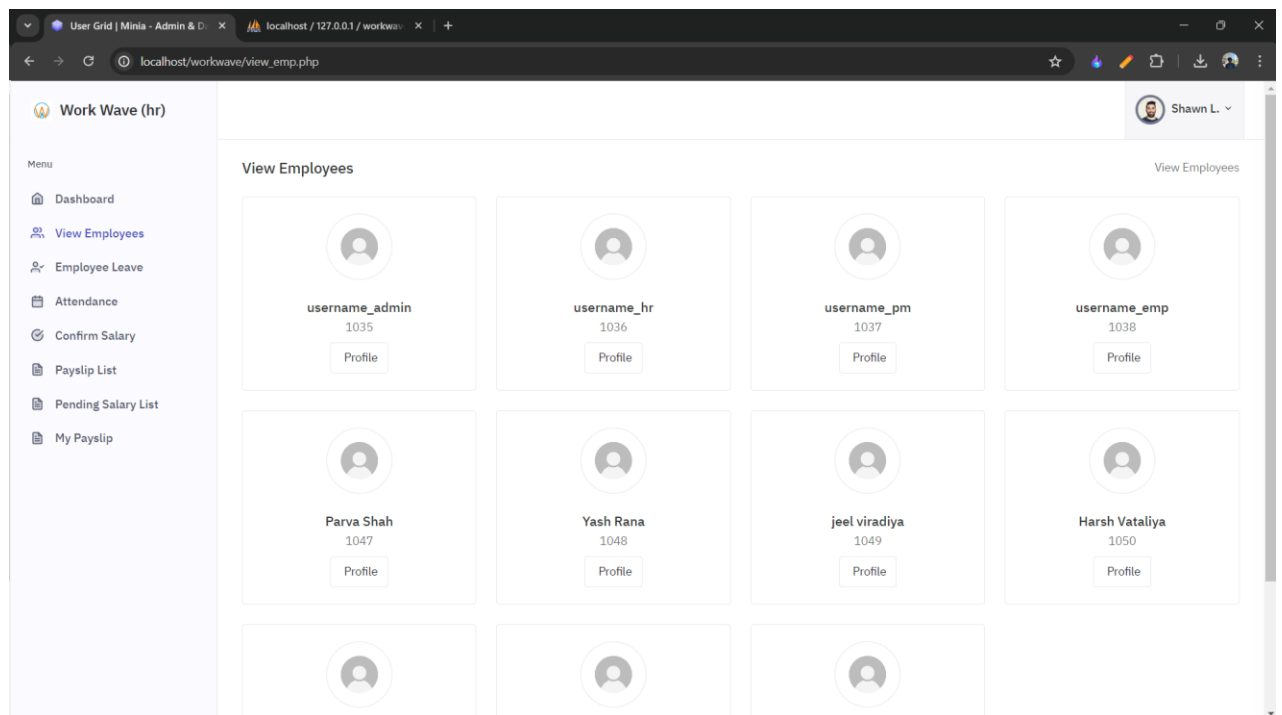 User Grid | Minia - Admin & Da
localhost / 127.0.0.1 / workwav
localhost/workwave/view_emp.php
Work Wave (hr)
Shawn L.
Menu
Dashboard
View Employees
Employee Leave
Attendance
Confirm Salary
Payslip List
Pending Salary List
My Payslip
View Employees
View Employees
username_admin
1035
Profile
username_hr
1036
Profile
username_pm
1037
Profile
username_emp
1038
Profile
Parva Shah
1047
Profile
Yash Rana
1048
Profile
jeel viradiya
1049
Profile
Harsh Vataliya
1050
Profile